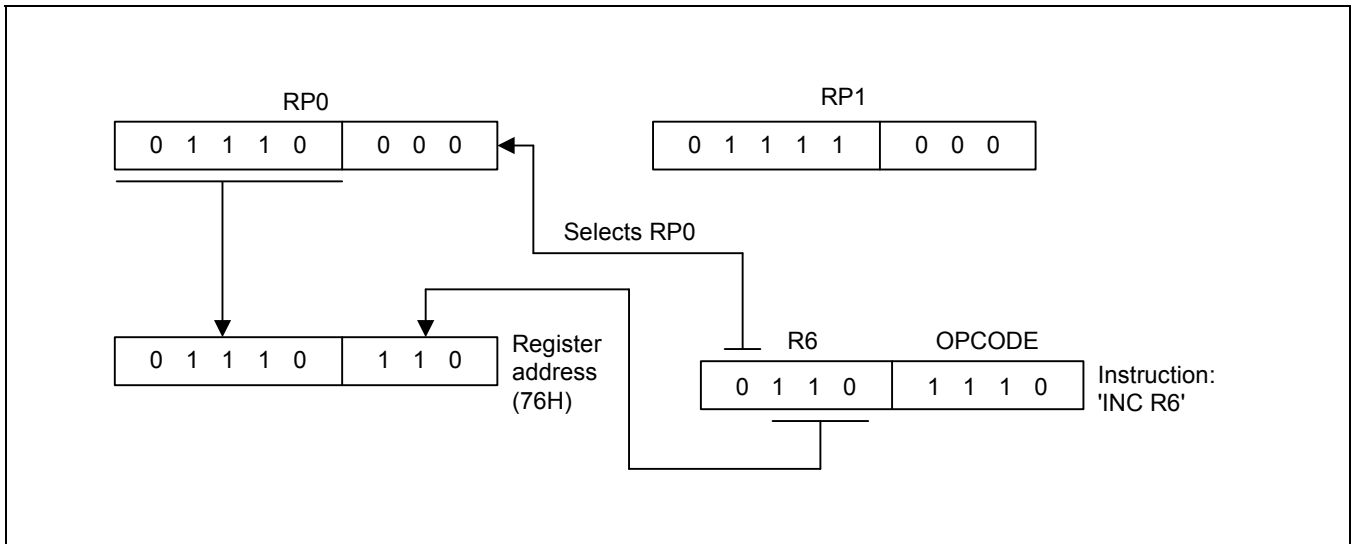 RP0
RP1
0 1 1 1 0 0 0 0
0 1 1 1 1 0 0 0
Selects RP0
0 1 1 1 0 1 1 0
Register
address
(76H)
R6 OPCODE
0 1 1 0 1 1 1 0
Instruction:
'INC R6'